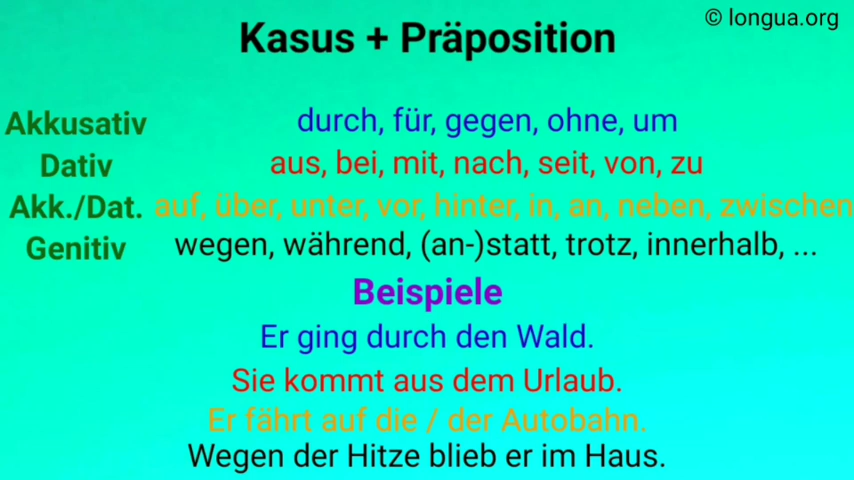 © longua.org
Kasus + Präposition
Akkusativ durch, für, gegen, ohne, um
Dativ aus, bei, mit, nach, seit, von, zu
Akk./Dat. auf, über, unter, vor, hinter, in, an, neben, zwischen
Genitiv wegen, während, (an-)statt, trotz, innerhalb, ...
Beispiele
Er ging durch den Wald.
Sie kommt aus dem Urlaub.
Er fährt auf die / der Autobahn.
Wegen der Hitze blieb er im Haus.